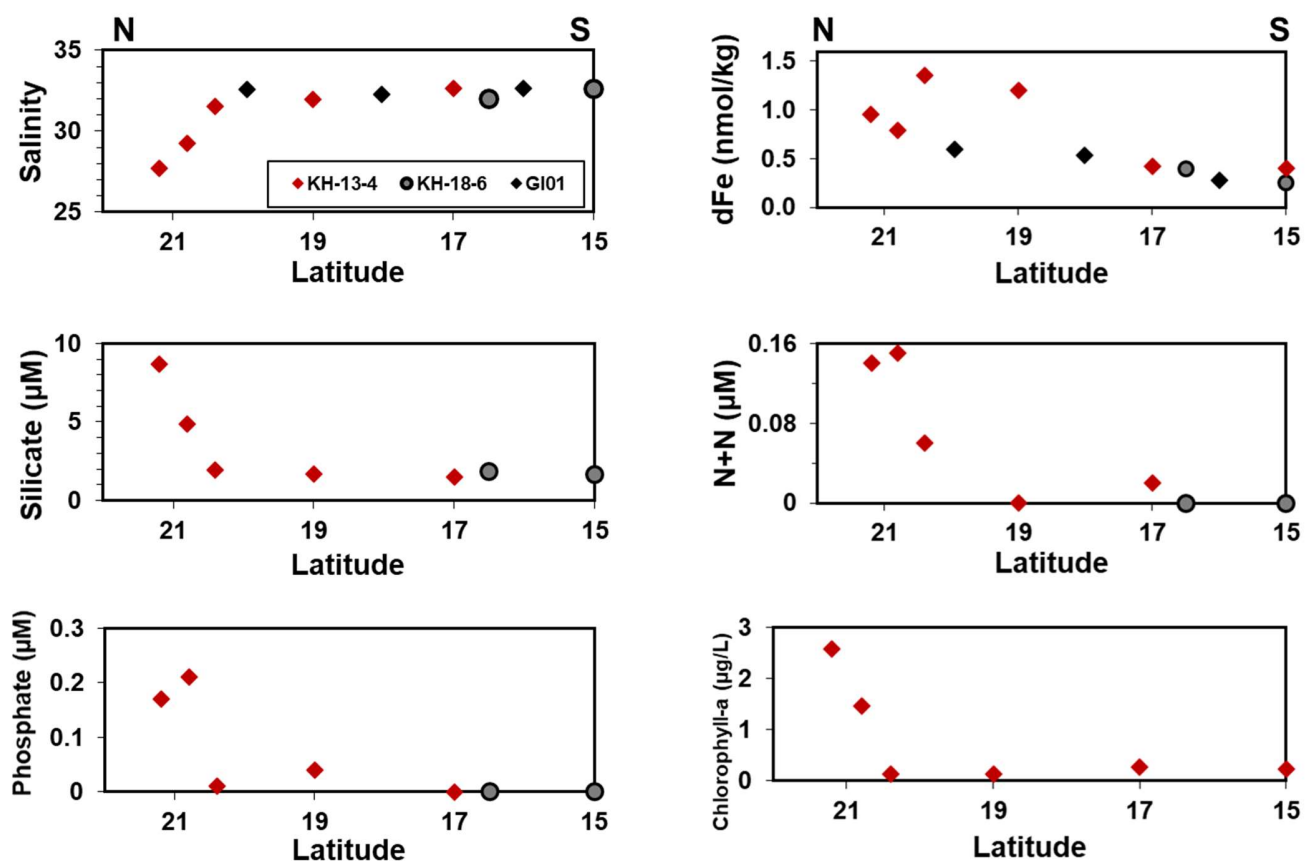 N S
35
30
25
Salinity
KH-13-4 KH-18-6 GI01
21 19 17 15
Latitude
N S
1.5
1.0
0.5
0.0
dFe (nmol/kg)
21 19 17 15
Latitude
10
5
0
Silicate (µM)
21 19 17 15
Latitude
0.16
0.08
0
N+N (µM)
21 19 17 15
Latitude
0.3
0.2
0.1
0
Phosphate (µM)
21 19 17 15
Latitude
3
2
1
0
Chlorophyll-a (µg/L)
21 19 17 15
Latitude